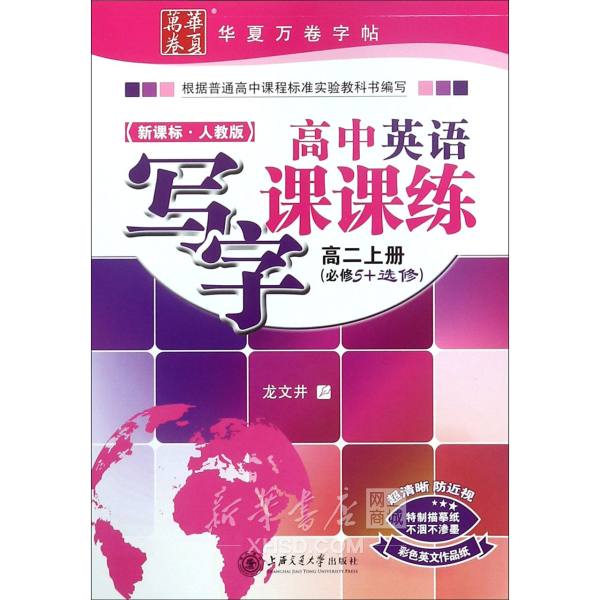 萬卷 華夏
华夏万卷字帖
根据普通高中课程标准实验教科书编写
《新课标·人教版》
高中英语
写字
课课练
高二上册
(必修5+选修)
龙文井
超清晰 防近视
★★★
特制描摹纸
不洇不渗墨
彩色英文作品纸
新华书店
网上商城
XHSD.COM
上海交通大学出版社
SHANGHAI JIAO TONG UNIVERSITY PRESS